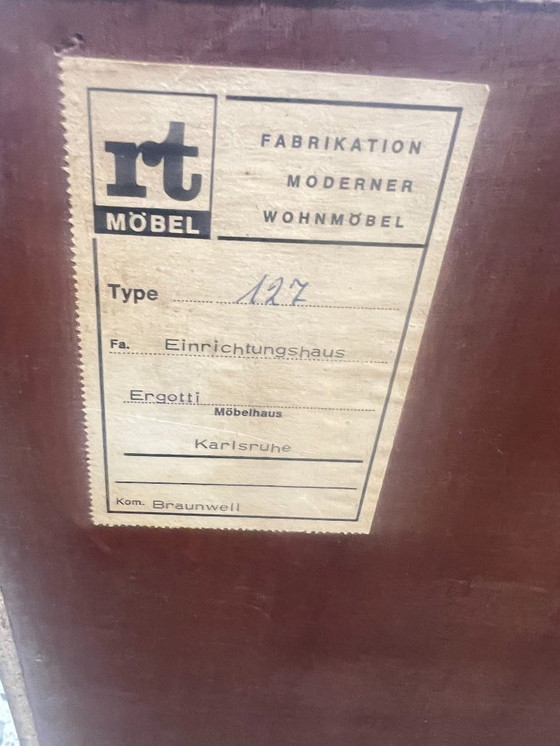 rt
MÖBEL
FABRIKATION
MODERNER
WOHNMÖBEL
Type 127
Fa. Einrichtungshaus
Ergotti
Möbelhaus
Karlsruhe
Kom. Braunwell